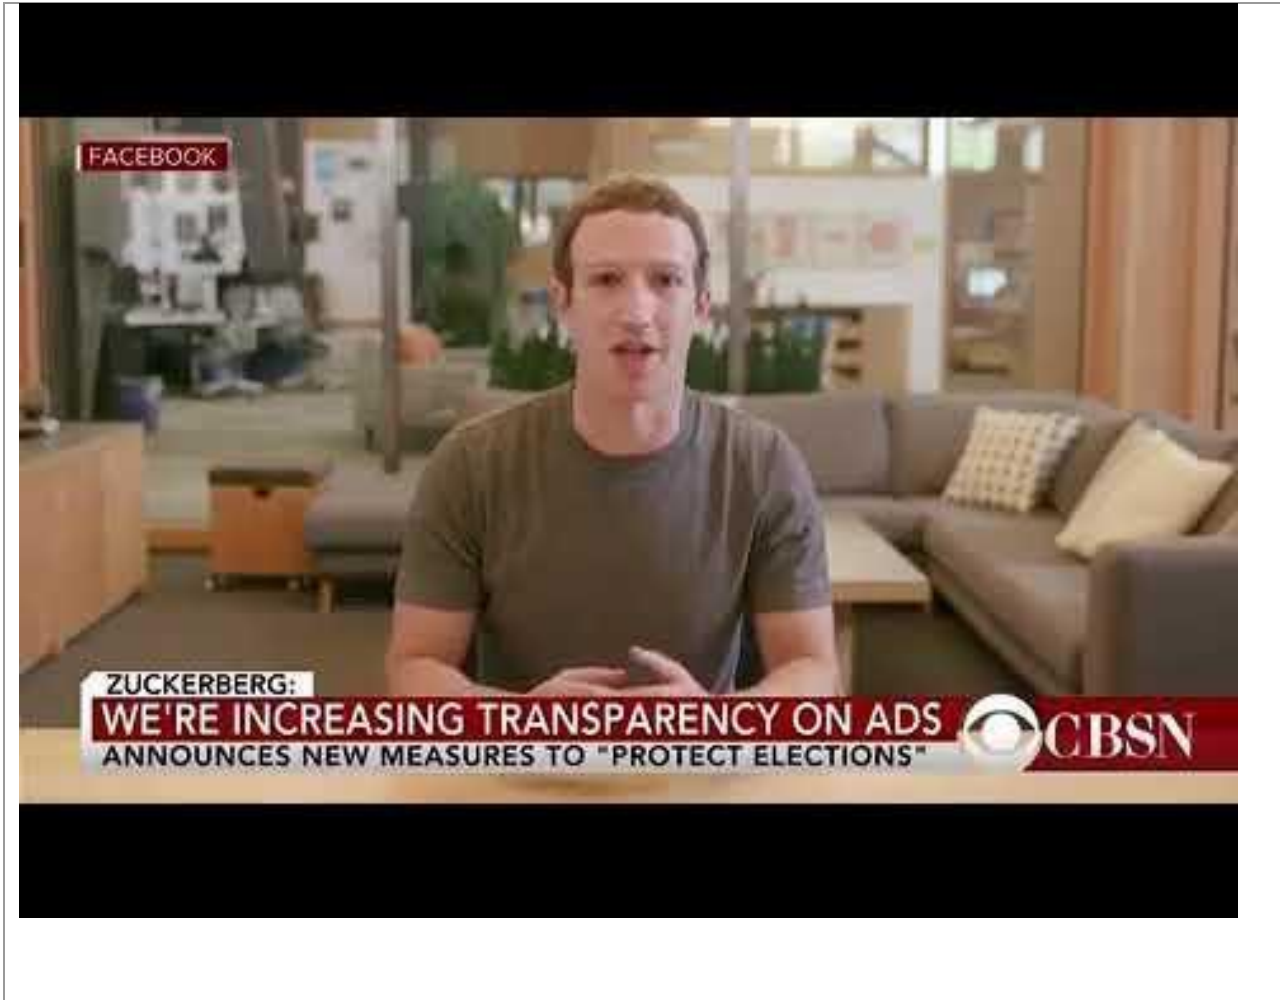 FACEBOOK
ZUCKERBERG:
WE'RE INCREASING TRANSPARENCY ON ADS
CBSN
ANNOUNCES NEW MEASURES TO "PROTECT ELECTIONS"